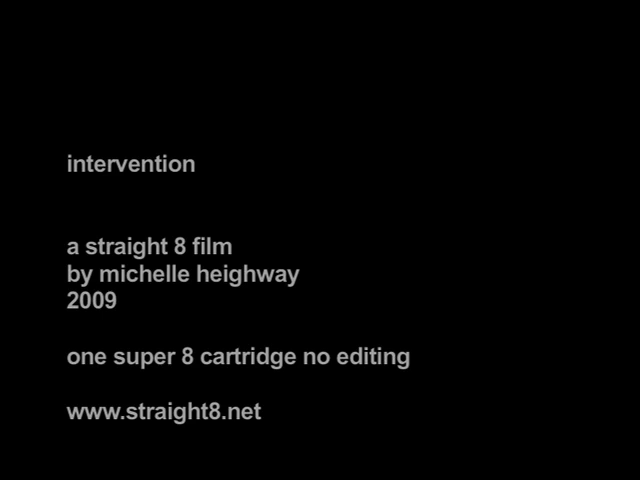 intervention
a straight 8 film
by michelle heighway
2009
one super 8 cartridge no editing
www.straight8.net